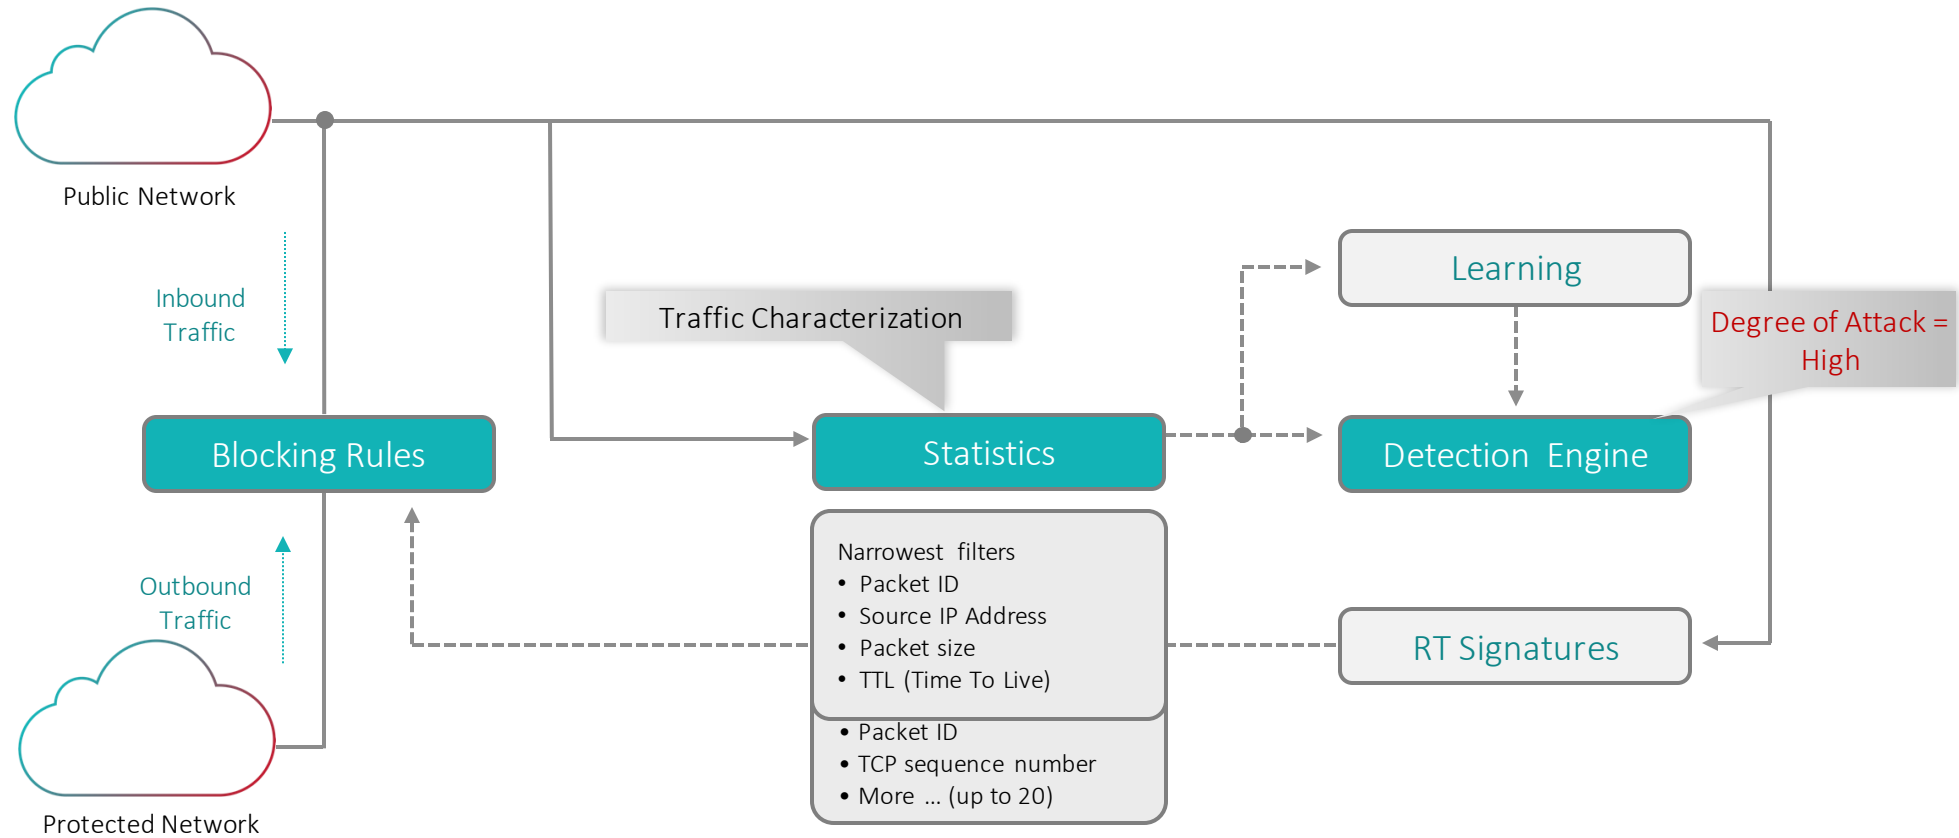 Public Network
Inbound
Traffic
Traffic Characterization
Learning
Degree of Attack =
High
Blocking Rules
Statistics
Detection Engine
Outbound
Traffic
Narrowest filters
• Packet ID
• Source IP Address
• Packet size
• TTL (Time To Live)
• Packet ID
• TCP sequence number
• More ... (up to 20)
RT Signatures
Protected Network